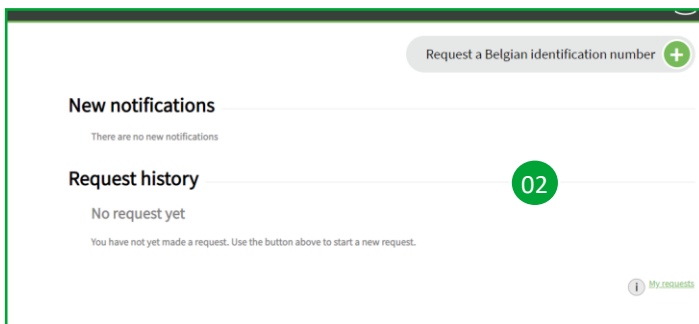 Request a Belgian identification number
New notifications
There are no new notifications
Request history
02
No request yet
You have not yet made a request. Use the button above to start a new request.
i My requests